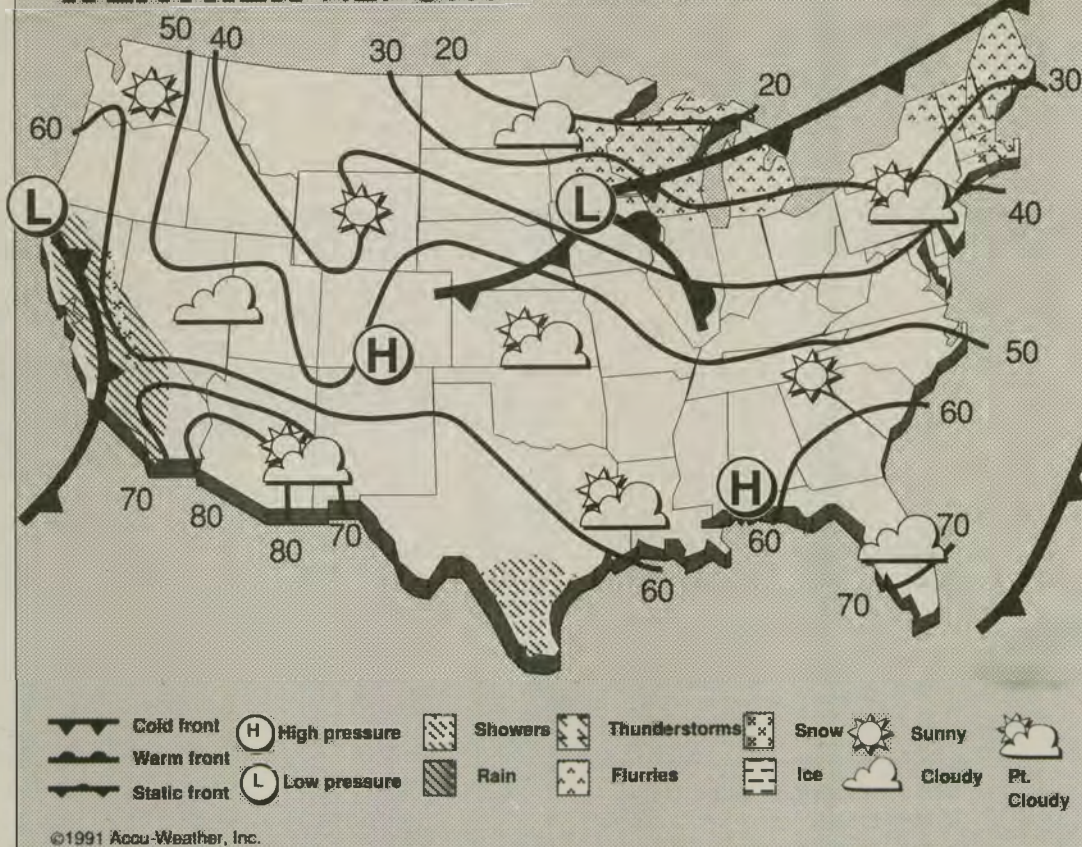 50 40
30 20
20
30
60
L
L
40
H
50
60
H
70
80
80
70
60
60
70
70
Cold front
Warm front
Static front
H High pressure
L Low pressure
Showers
Rain
Thunderstorms
Flurries
Snow
Ice
Sunny
Cloudy
Pt.
Cloudy
©1991 Accu-Weather, Inc.